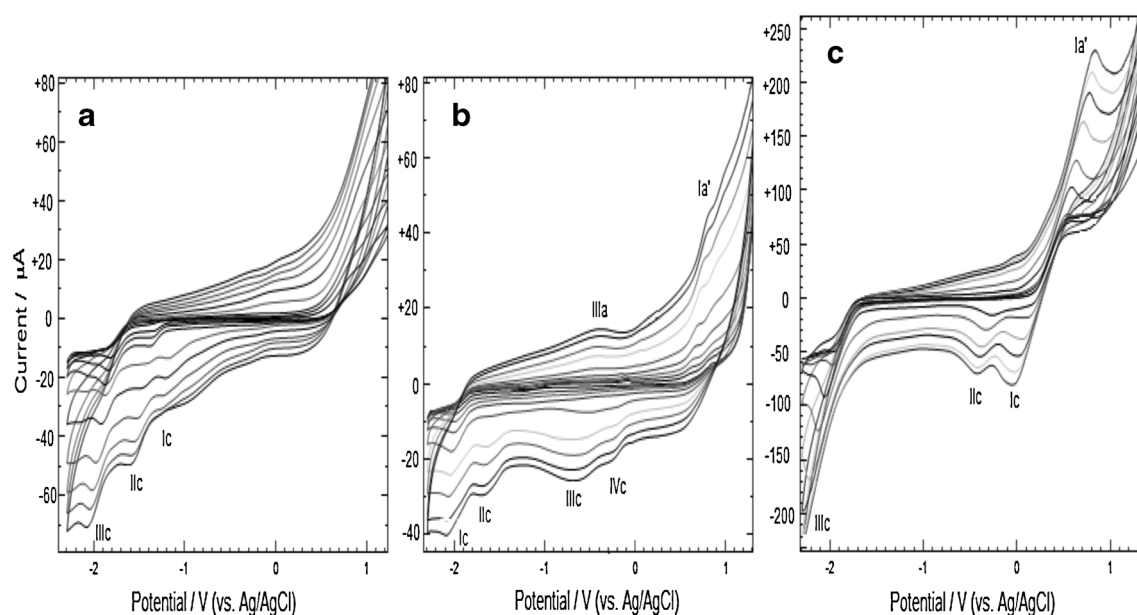 a
Current / µA
+80
+60
+40
+20
0
-20
-40
-60
Ic
IIc
IIIc
-2
-1
0
1
Potential / V (vs. Ag/AgCl)
b
+80
+60
+40
+20
0
-20
-40
Ia'
IIIa
Ic
IIc
IIIc
IVc
-2
-1
0
1
Potential / V (vs. Ag/AgCl)
c
+250
+200
+150
+100
+50
0
-50
-100
-150
-200
Ia'
IIc
Ic
IIIc
-2
-1
0
1
Potential / V (vs. Ag/AgCl)